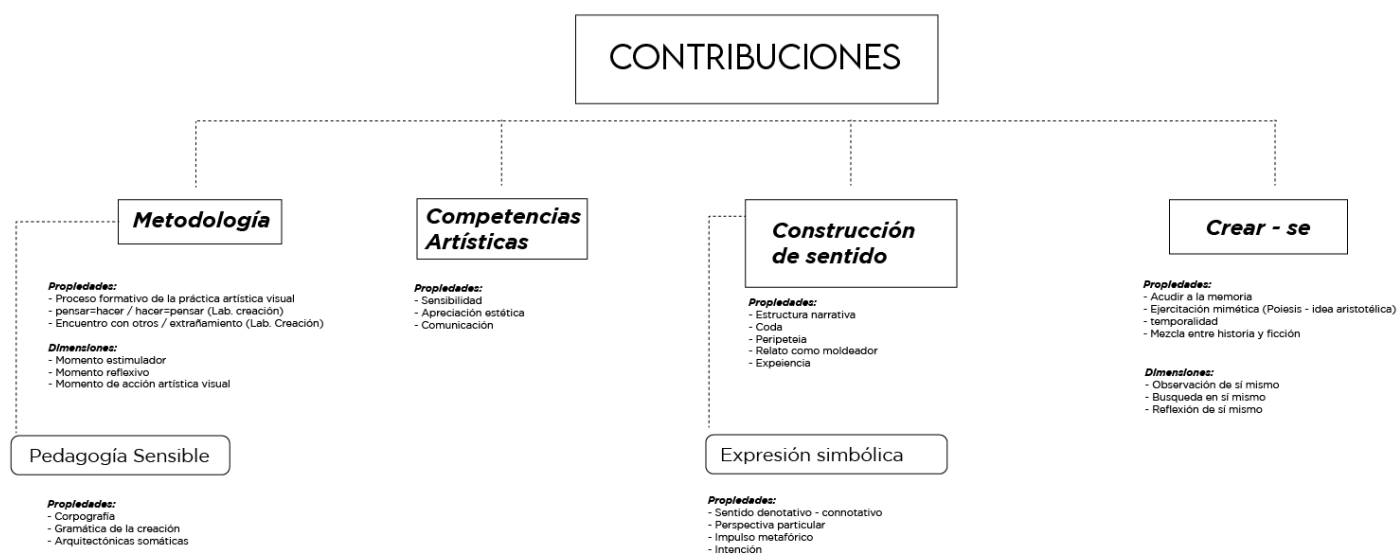 CONTRIBUCIONES
Metodología
Propiedades:
- Proceso formativo de la práctica artística visual
- pensar=hacer / hacer=pensar (Lab. creación)
- Encuentro con otros / extrañamiento (Lab. Creación)
Dimensiones:
- Momento estimulador
- Momento reflexivo
- Momento de acción artística visual
Pedagogía Sensible
Propiedades:
- Corpografía
- Gramática de la creación
- Arquitectónicas somáticas
Competencias
Artísticas
Propiedades:
- Sensibilidad
- Apreciación estética
- Comunicación
Construcción
de sentido
Propiedades:
- Estructura narrativa
- Coda
- Peripeteia
- Relato como moldeador
- Expeiencia
Expresión simbólica
Propiedades:
- Sentido denotativo - connotativo
- Perspectiva particular
- Impulso metafórico
- Intención
Crear - se
Propiedades:
- Acudir a la memoria
- Ejercitación mimética (Poiesis - idea aristotélica)
- temporalidad
- Mezcla entre historia y ficción
Dimensiones:
- Observación de sí mismo
- Busqueda en sí mismo
- Reflexión de sí mismo